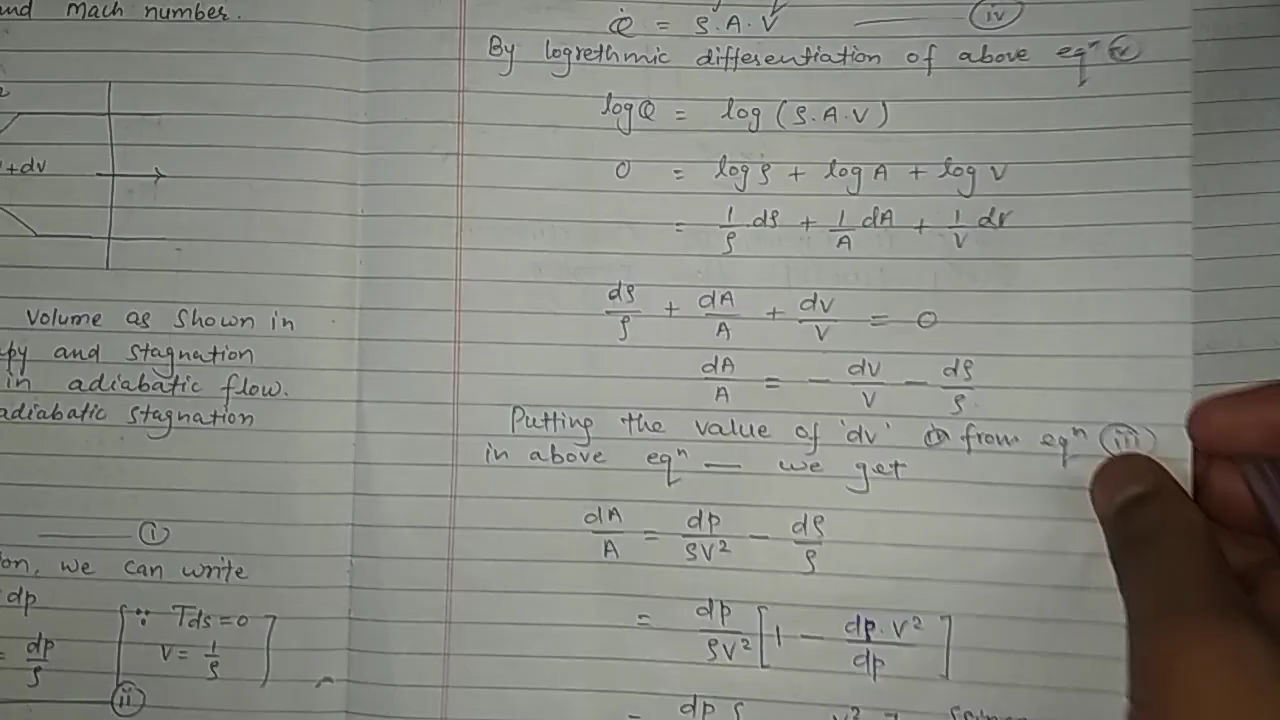 and Mach number.
+dv
volume as shown in
and stagnation
in adiabatic flow.
adiabatic stagnation
(i)
on, we can write
dp
= dp/ρ [∵ Tds=0
v = 1/ρ]
(ii)
Q = ρ.A.V (iv)
By logrethmic differentiation of above eqⁿ
log Q = log (ρ.A.V)
0 = log ρ + log A + log V
= 1/ρ dρ + 1/A dA + 1/V dV
dρ/ρ + dA/A + dV/V = 0
dA/A = - dV/V - dρ/ρ
Putting the value of 'dv' from eqⁿ (iii)
in above eqⁿ — we get
dA/A = dp/ρV² - dρ/ρ
= dp/ρV² [1 - dρ.V²/dp]